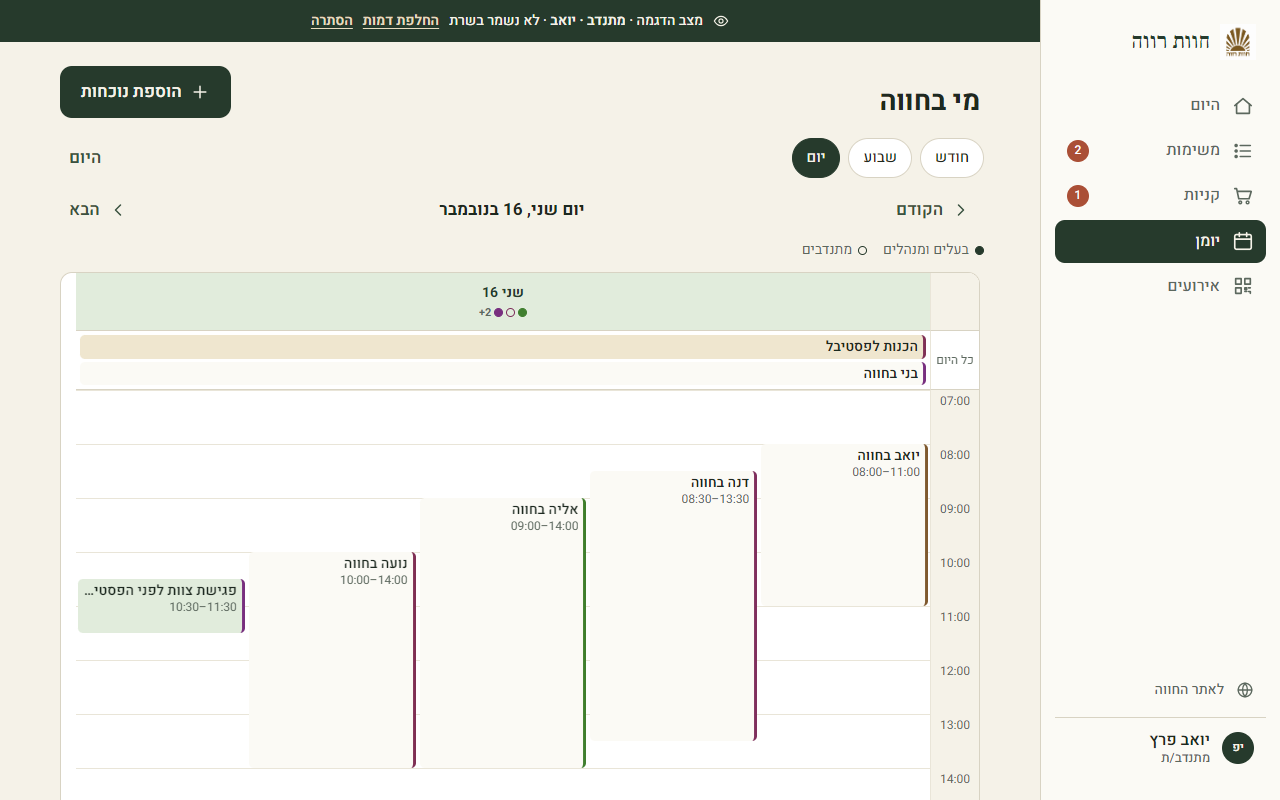 מצב הדגמה · מתנדב · יואב · לא נשמר בשרת החלפת דמות הסתרה
חוות רווה
היום
משימות 2
קניות 1
יומן
אירועים
לאתר החווה
יפ יואב פרץ
מתנדב/ת
מי בחווה
הוספת נוכחות
חודש שבוע יום
היום
הקודם
יום שני, 16 בנובמבר
הבא
בעלים ומנהלים מתנדבים
שני 16
+2
כל היום
הכנות לפסטיבל
בני בחווה
07:00
08:00
09:00
10:00
11:00
12:00
13:00
14:00
יואב בחווה
08:00–11:00
דנה בחווה
08:30–13:30
אליה בחווה
09:00–14:00
נועה בחווה
10:00–14:00
פגישת צוות לפני הפסטי...
10:30–11:30